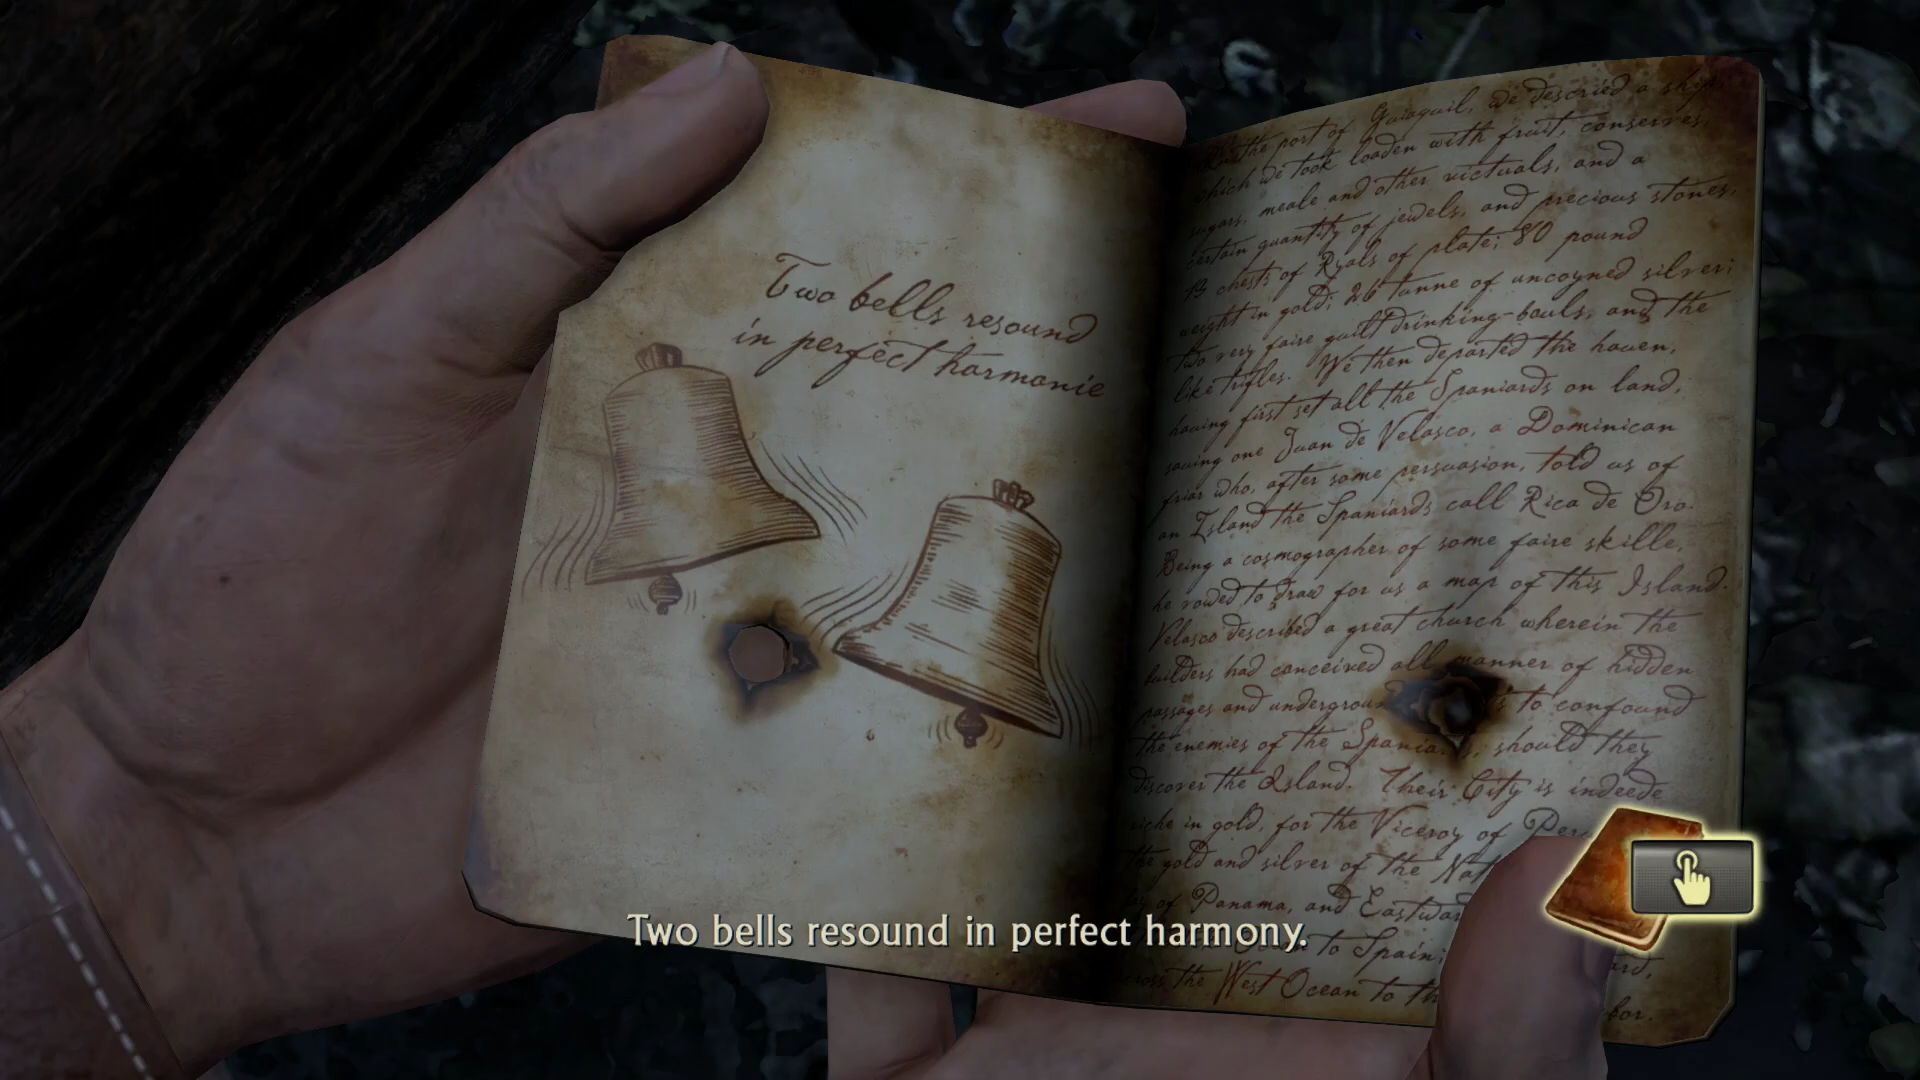 Two bells resound
in perfect harmonie
the port of Guiaquil, we descried a ship
which we took loaden with fruit, conserves,
sugars, meale and other victuals, and a
certain quantity of jewels, and precious stones,
13 chests of Ryals of plate; 80 pound
weight in gold; 26 tunne of uncoyned silver;
two very faire guilt drinking-bouls, and the
like trifles. We then departed the haven,
having first set all the Spaniards on land,
saving one Juan de Velasco, a Dominican
friar who, after some persuasion, told us of
an Island the Spaniards call Rica de Oro.
Being a cosmographer of some faire skille,
he vowed to draw for us a map of this Island.
Velasco described a great church wherein the
builders had conceived all manner of hidden
passages and to confound
the enemies of the should they
discover the Island. Their City is indeede
riche in gold, for the Viceroy of
the gold and silver of the
of Panama, and
to Spain;
the West Ocean to
Two bells resound in perfect harmony.